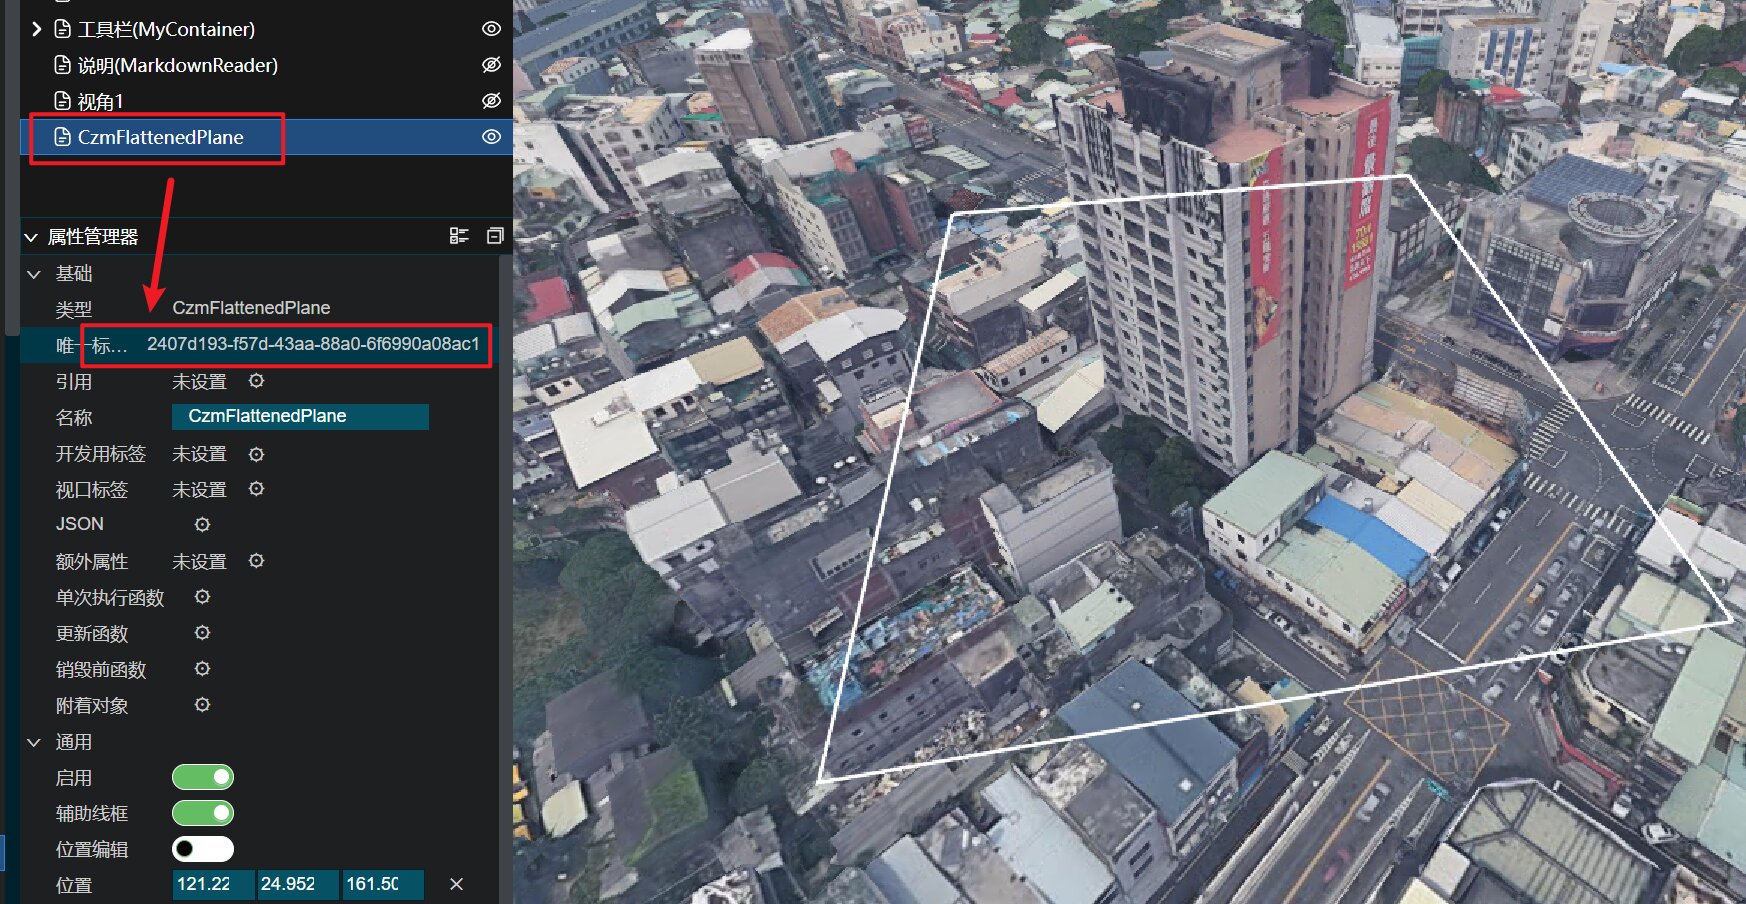 工具栏(MyContainer)
说明(MarkdownReader)
视角1
CzmFlattenedPlane
属性管理器
基础
类型 CzmFlattenedPlane
唯一标... 2407d193-f57d-43aa-88a0-6f6990a08ac1
引用 未设置
名称 CzmFlattenedPlane
开发用标签 未设置
视口标签 未设置
JSON
额外属性 未设置
单次执行函数
更新函数
销毁前函数
附着对象
通用
启用
辅助线框
位置编辑
位置 121.22 24.952 161.50